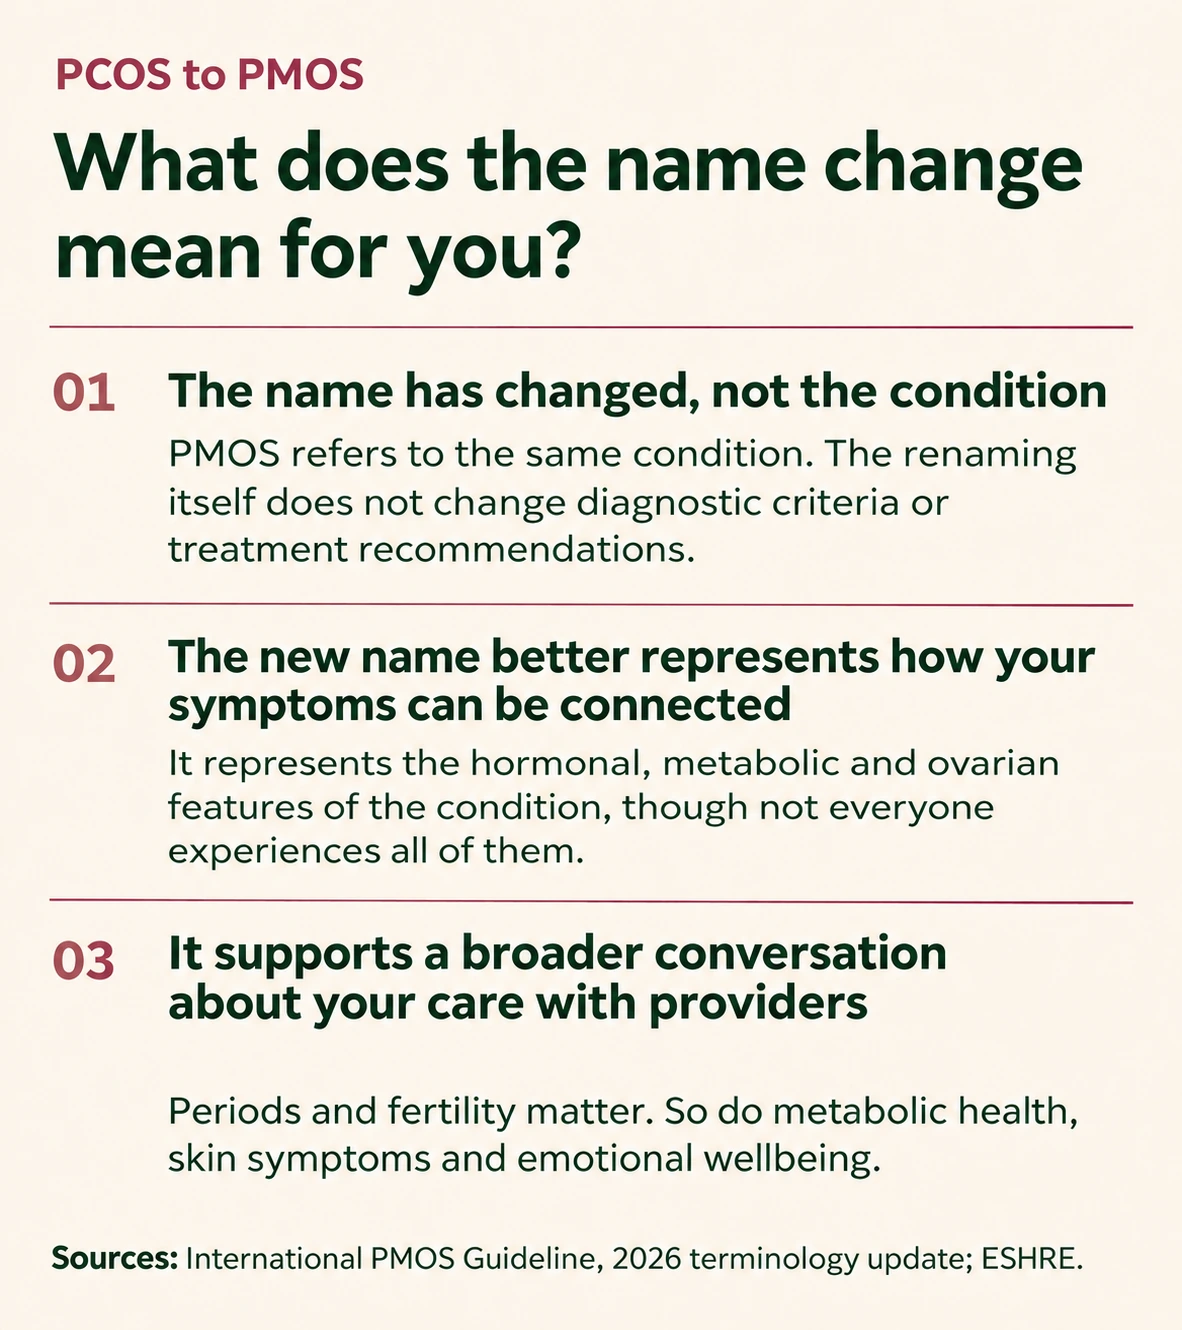 PCOS to PMOS
What does the name change
mean for you?
01
The name has changed, not the condition
PMOS refers to the same condition. The renaming
itself does not change diagnostic criteria or
treatment recommendations.
02
The new name better represents how your
symptoms can be connected
It represents the hormonal, metabolic and ovarian
features of the condition, though not everyone
experiences all of them.
03
It supports a broader conversation
about your care with providers
Periods and fertility matter. So do metabolic health,
skin symptoms and emotional wellbeing.
Sources: International PMOS Guideline, 2026 terminology update; ESHRE.